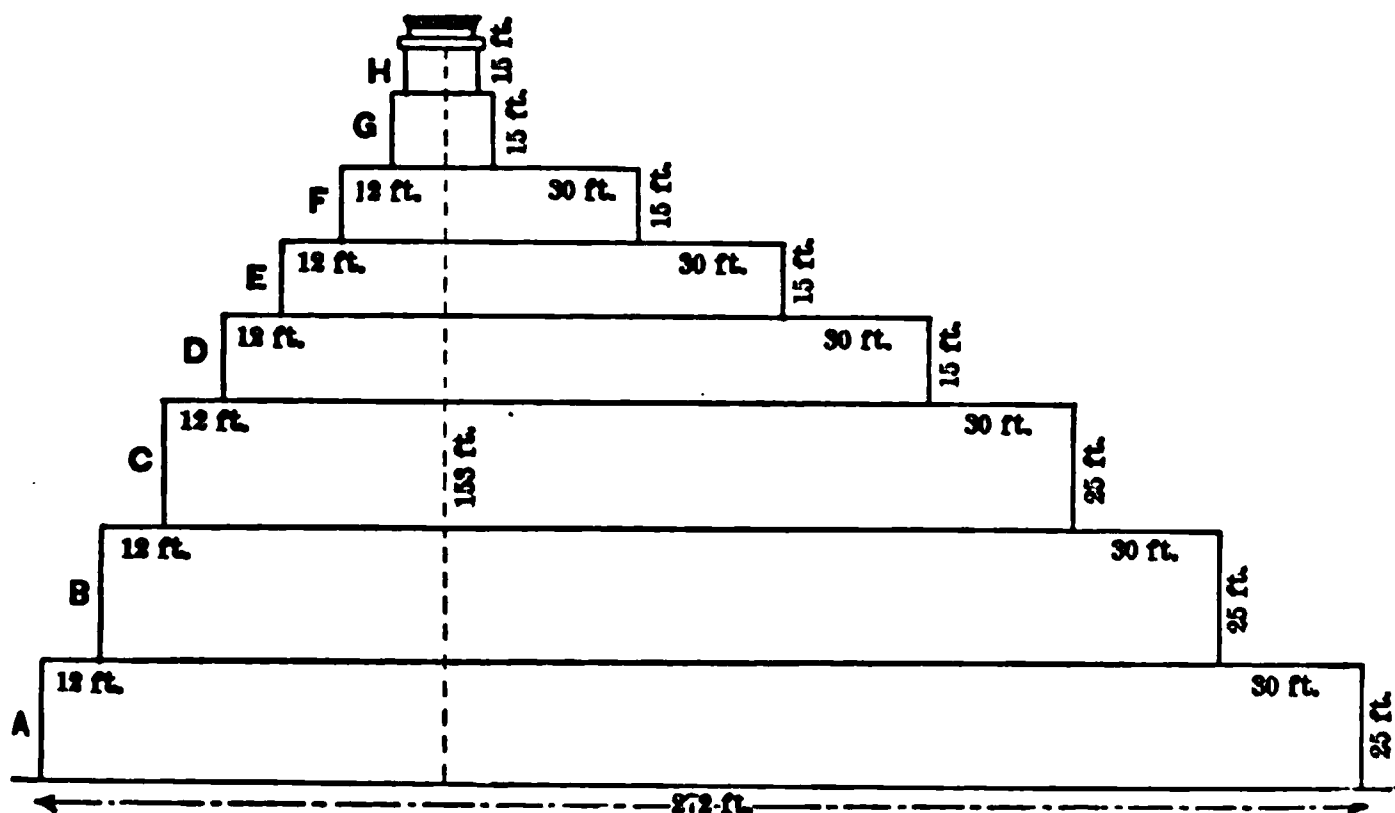 H 15 ft.
G 15 ft.
F 12 ft. 30 ft. 15 ft.
E 12 ft. 30 ft. 15 ft.
D 12 ft. 30 ft. 15 ft.
C 12 ft. 153 ft. 30 ft. 25 ft.
B 12 ft. 30 ft. 25 ft.
A 12 ft. 30 ft. 25 ft.
272 ft.